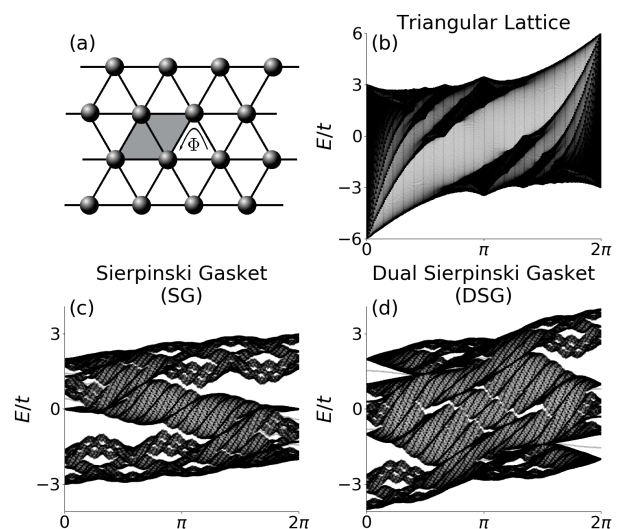 Triangular Lattice
(a)
(b)
Φ
6
3
0
−3
−6
E/t
0
π
2π
Sierpinski Gasket
(SG)
Dual Sierpinski Gasket
(DSG)
(c)
(d)
3
0
−3
E/t
0
π
2π
3
0
−3
E/t
0
π
2π